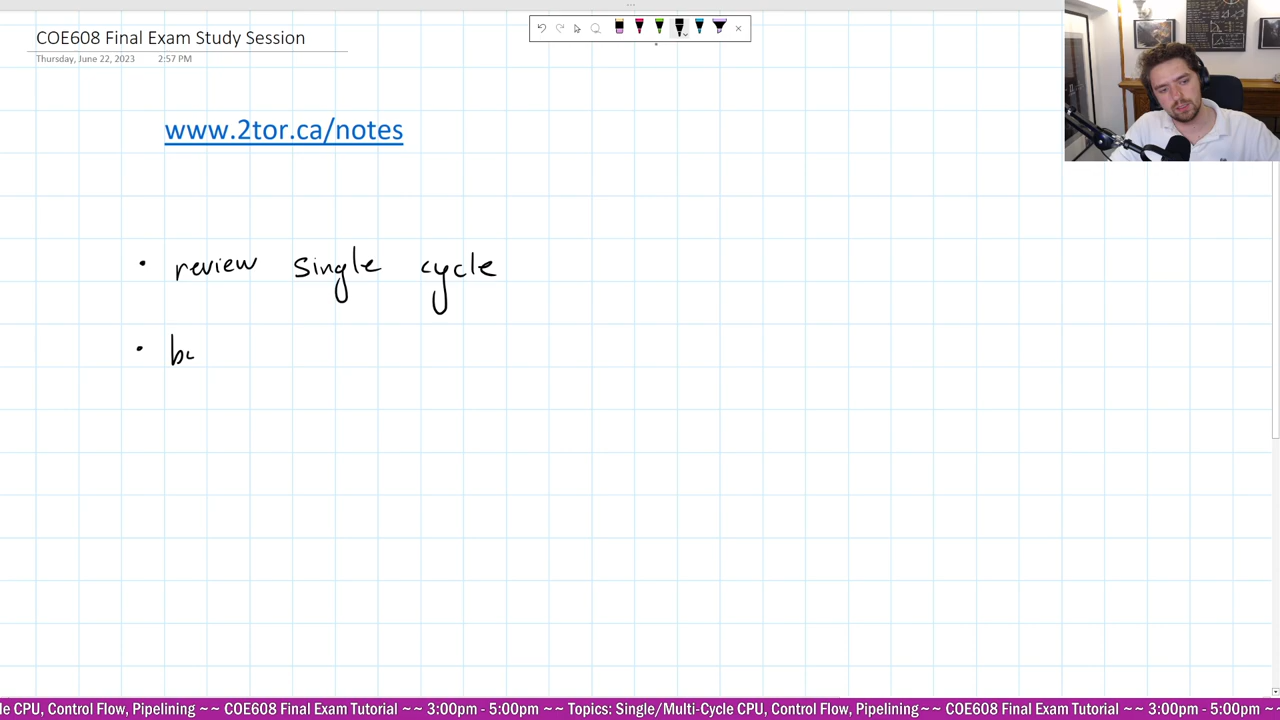 COE608 Final Exam Study Session
Thursday, June 22, 2023 2:57 PM
www.2tor.ca/notes
• review single cycle
•
le CPU, Control Flow, Pipelining ~~ COE608 Final Exam Tutorial ~~ 3:00pm - 5:00pm ~~ Topics: Single/Multi-Cycle CPU, Control Flow, Pipelining~~ COE608 Final Exam Tutorial ~~ 3:00pm - 5:00pm ~~